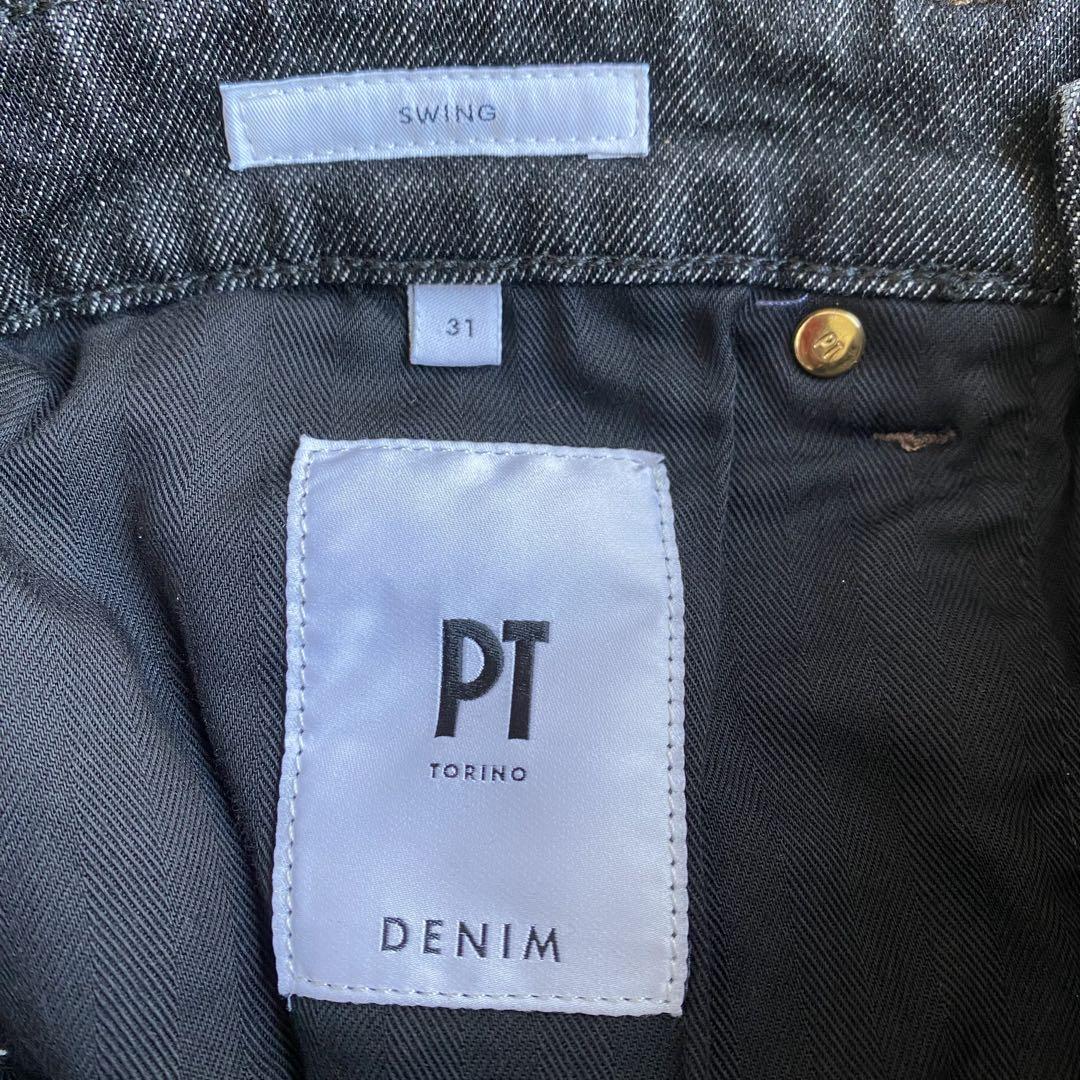 SWING
31
PT
PT
TORINO
DENIM